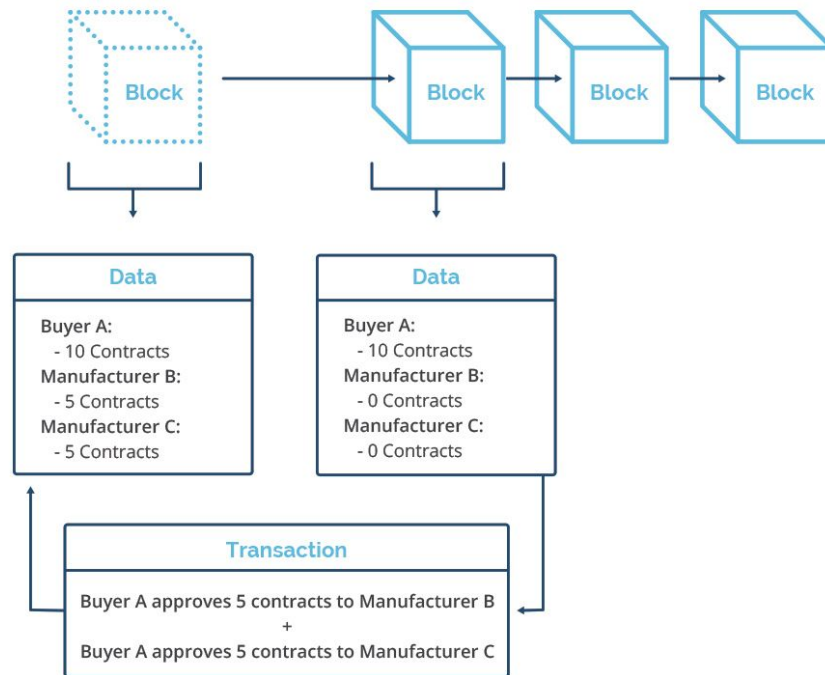 Block
Block
Block
Block
Data
Buyer A:
- 10 Contracts
Manufacturer B:
- 5 Contracts
Manufacturer C:
- 5 Contracts
Data
Buyer A:
- 10 Contracts
Manufacturer B:
- 0 Contracts
Manufacturer C:
- 0 Contracts
Transaction
Buyer A approves 5 contracts to Manufacturer B
+
Buyer A approves 5 contracts to Manufacturer C